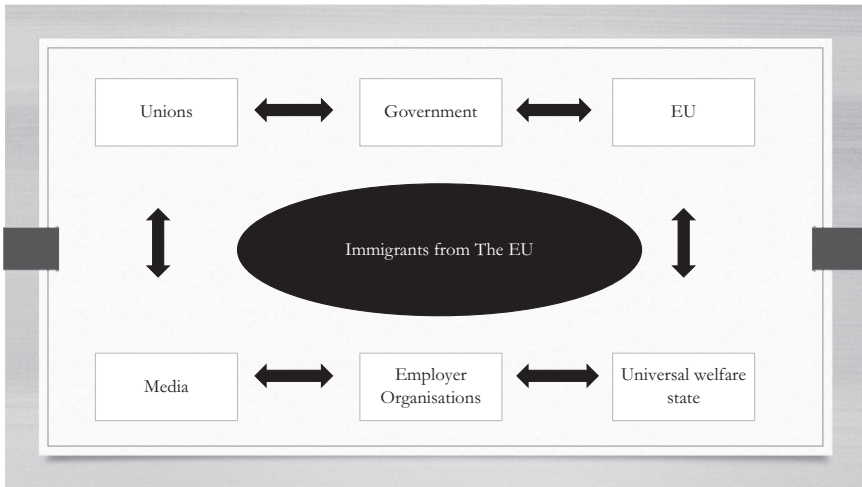 Unions
Government
EU
Immigrants from The EU
Media
Employer
Organisations
Universal welfare
state